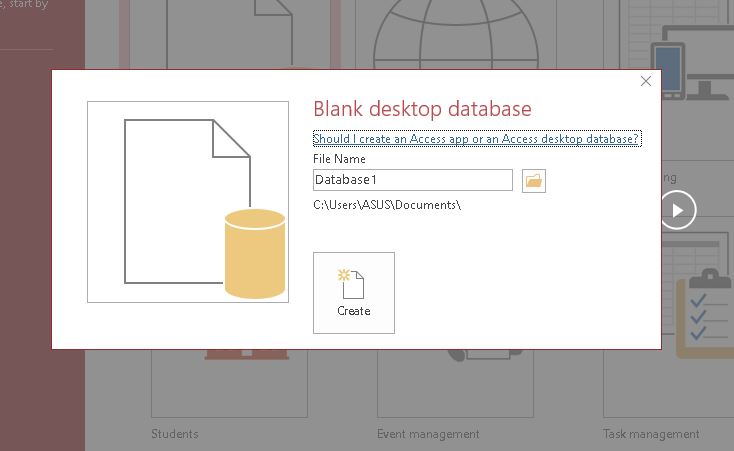 , start by
Blank desktop database
Should I create an Access app or an Access desktop database?
File Name
Database1
C:\Users\ASUS\Documents\
Create
Students
Event management
Task management